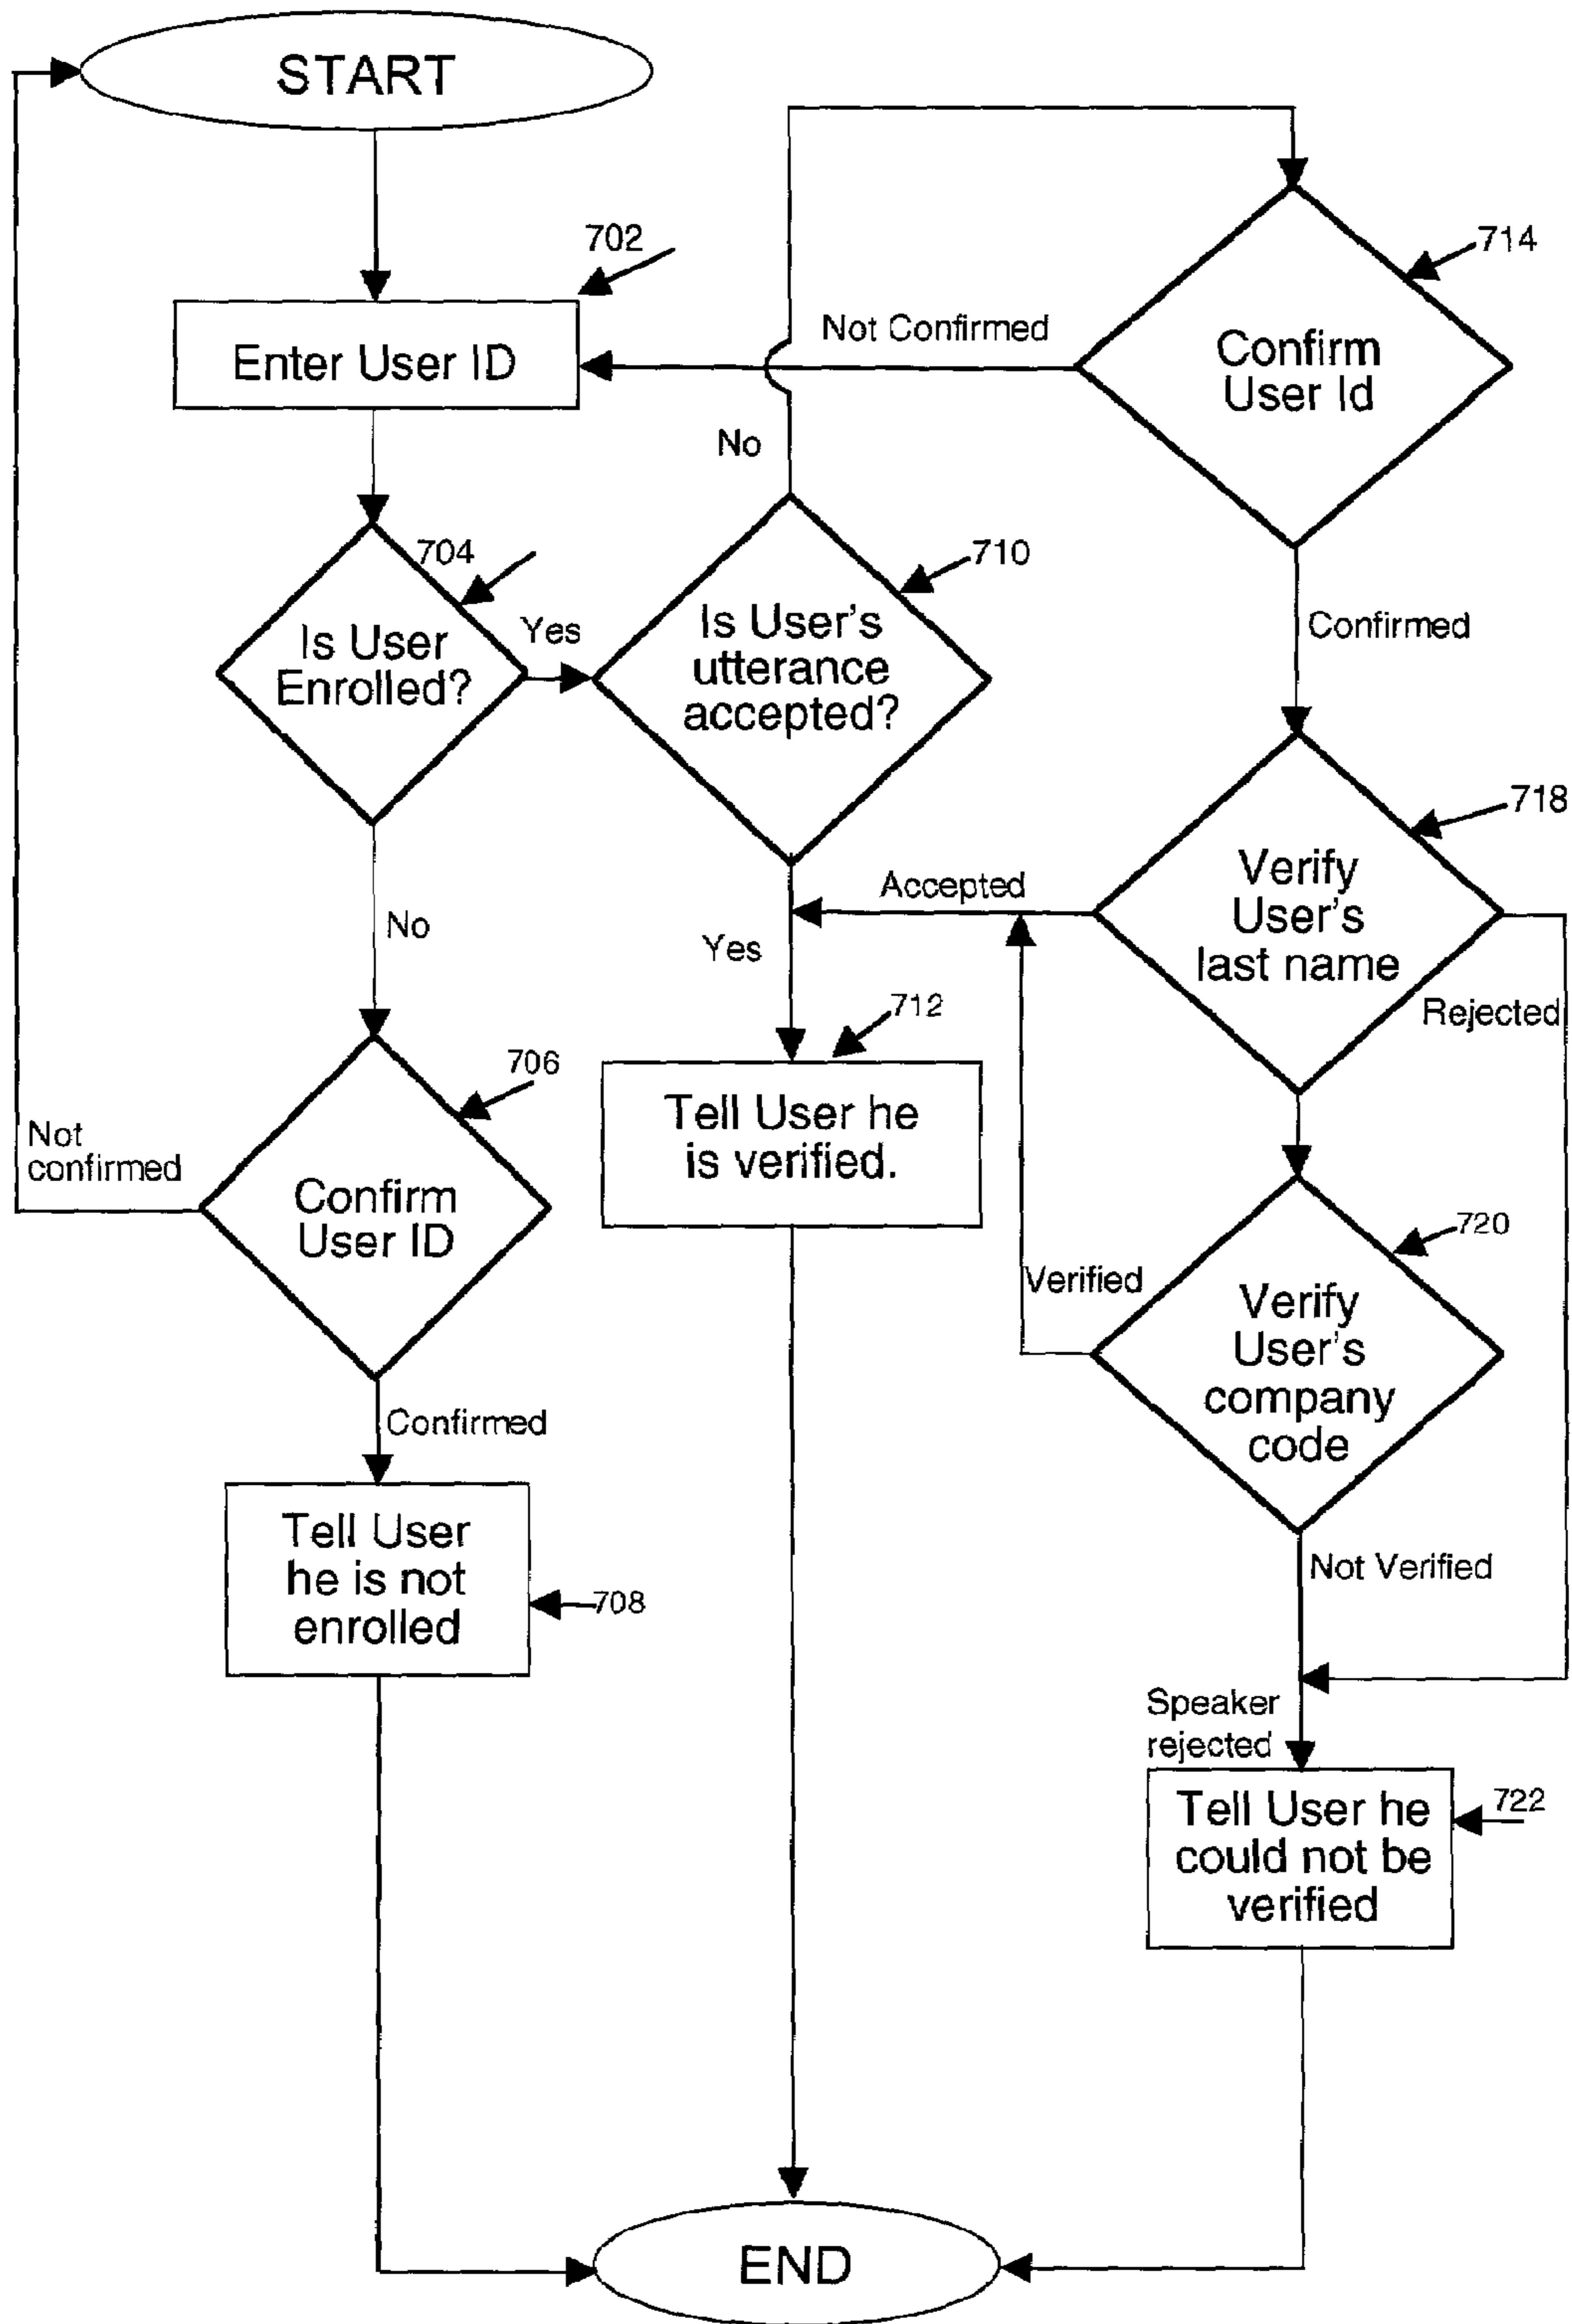 START
702
Enter User ID
Not Confirmed
714
Confirm
User Id
No
704
Is User
Enrolled?
Yes
710
Is User's
utterance
accepted?
Confirmed
718
Verify
User's
last name
Accepted
Rejected
No
Yes
712
Tell User he
is verified.
706
Not
confirmed
Confirm
User ID
720
Verified
Verify
User's
company
code
Confirmed
Tell User
he is not
enrolled
708
Not Verified
Speaker
rejected
Tell User he
could not be
verified
722
END